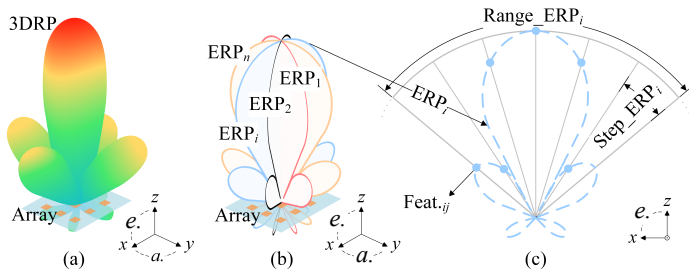 3DRP
Array
e.
z
x
y
a.
(a)
ERPₙ
ERP₁
ERP₂
ERPᵢ
Array
e.
z
x
y
a.
(b)
Range_ERPᵢ
ERPᵢ
Step_ERPᵢ
Feat.ᵢⱼ
e.
z
x
(c)